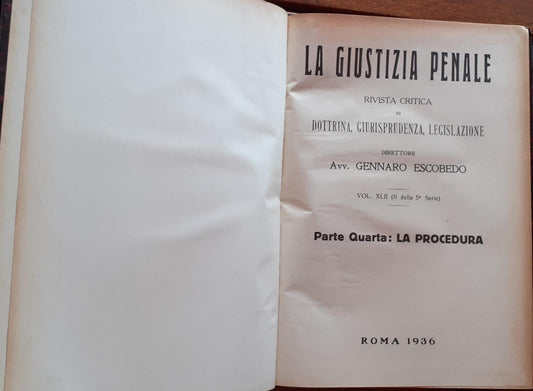 LA GIUSTIZIA PENALE
RIVISTA CRITICA
DI
DOTTRINA, GIURISPRUDENZA, LEGISLAZIONE
DIRETTORE
Avv. GENNARO ESCOBEDO
VOL. XLII (II della 5ª Serie)
Parte Quarta: LA PROCEDURA
ROMA 1936